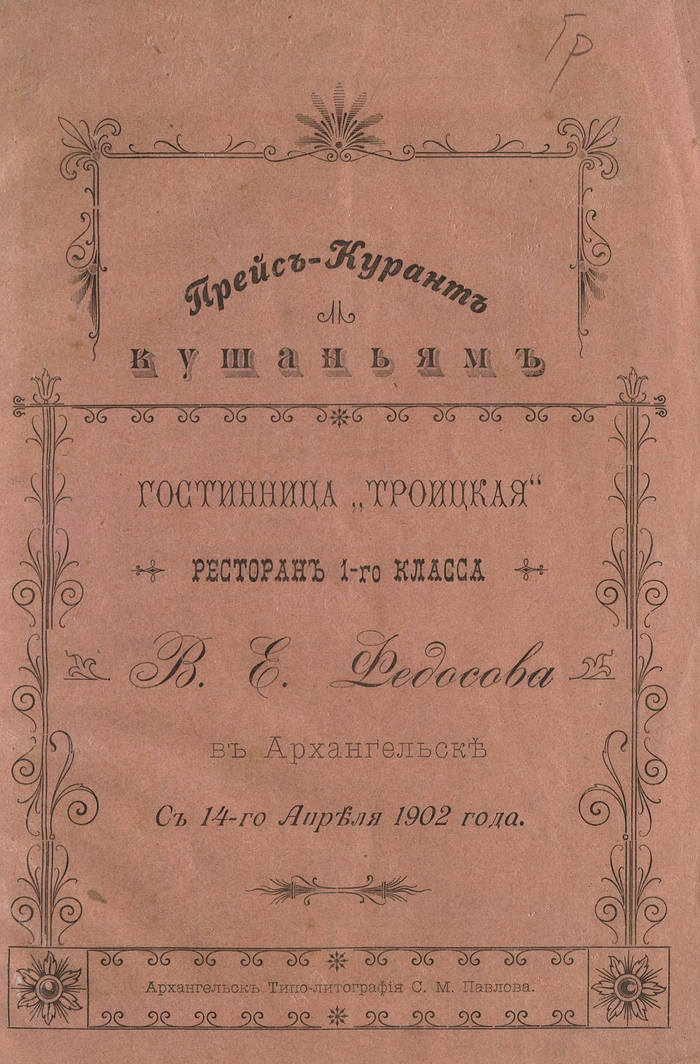 Гр
Прейсъ-Курантъ
КУШАНЬЯМЪ
ГОСТИННИЦА „ТРОИЦКАЯ“
РЕСТОРАНЪ 1-го КЛАССА
В. Е. Федосова
въ Архангельскѣ
Съ 14-го Апрѣля 1902 года.
Архангельскъ Типо-литографія С. М. Павлова.